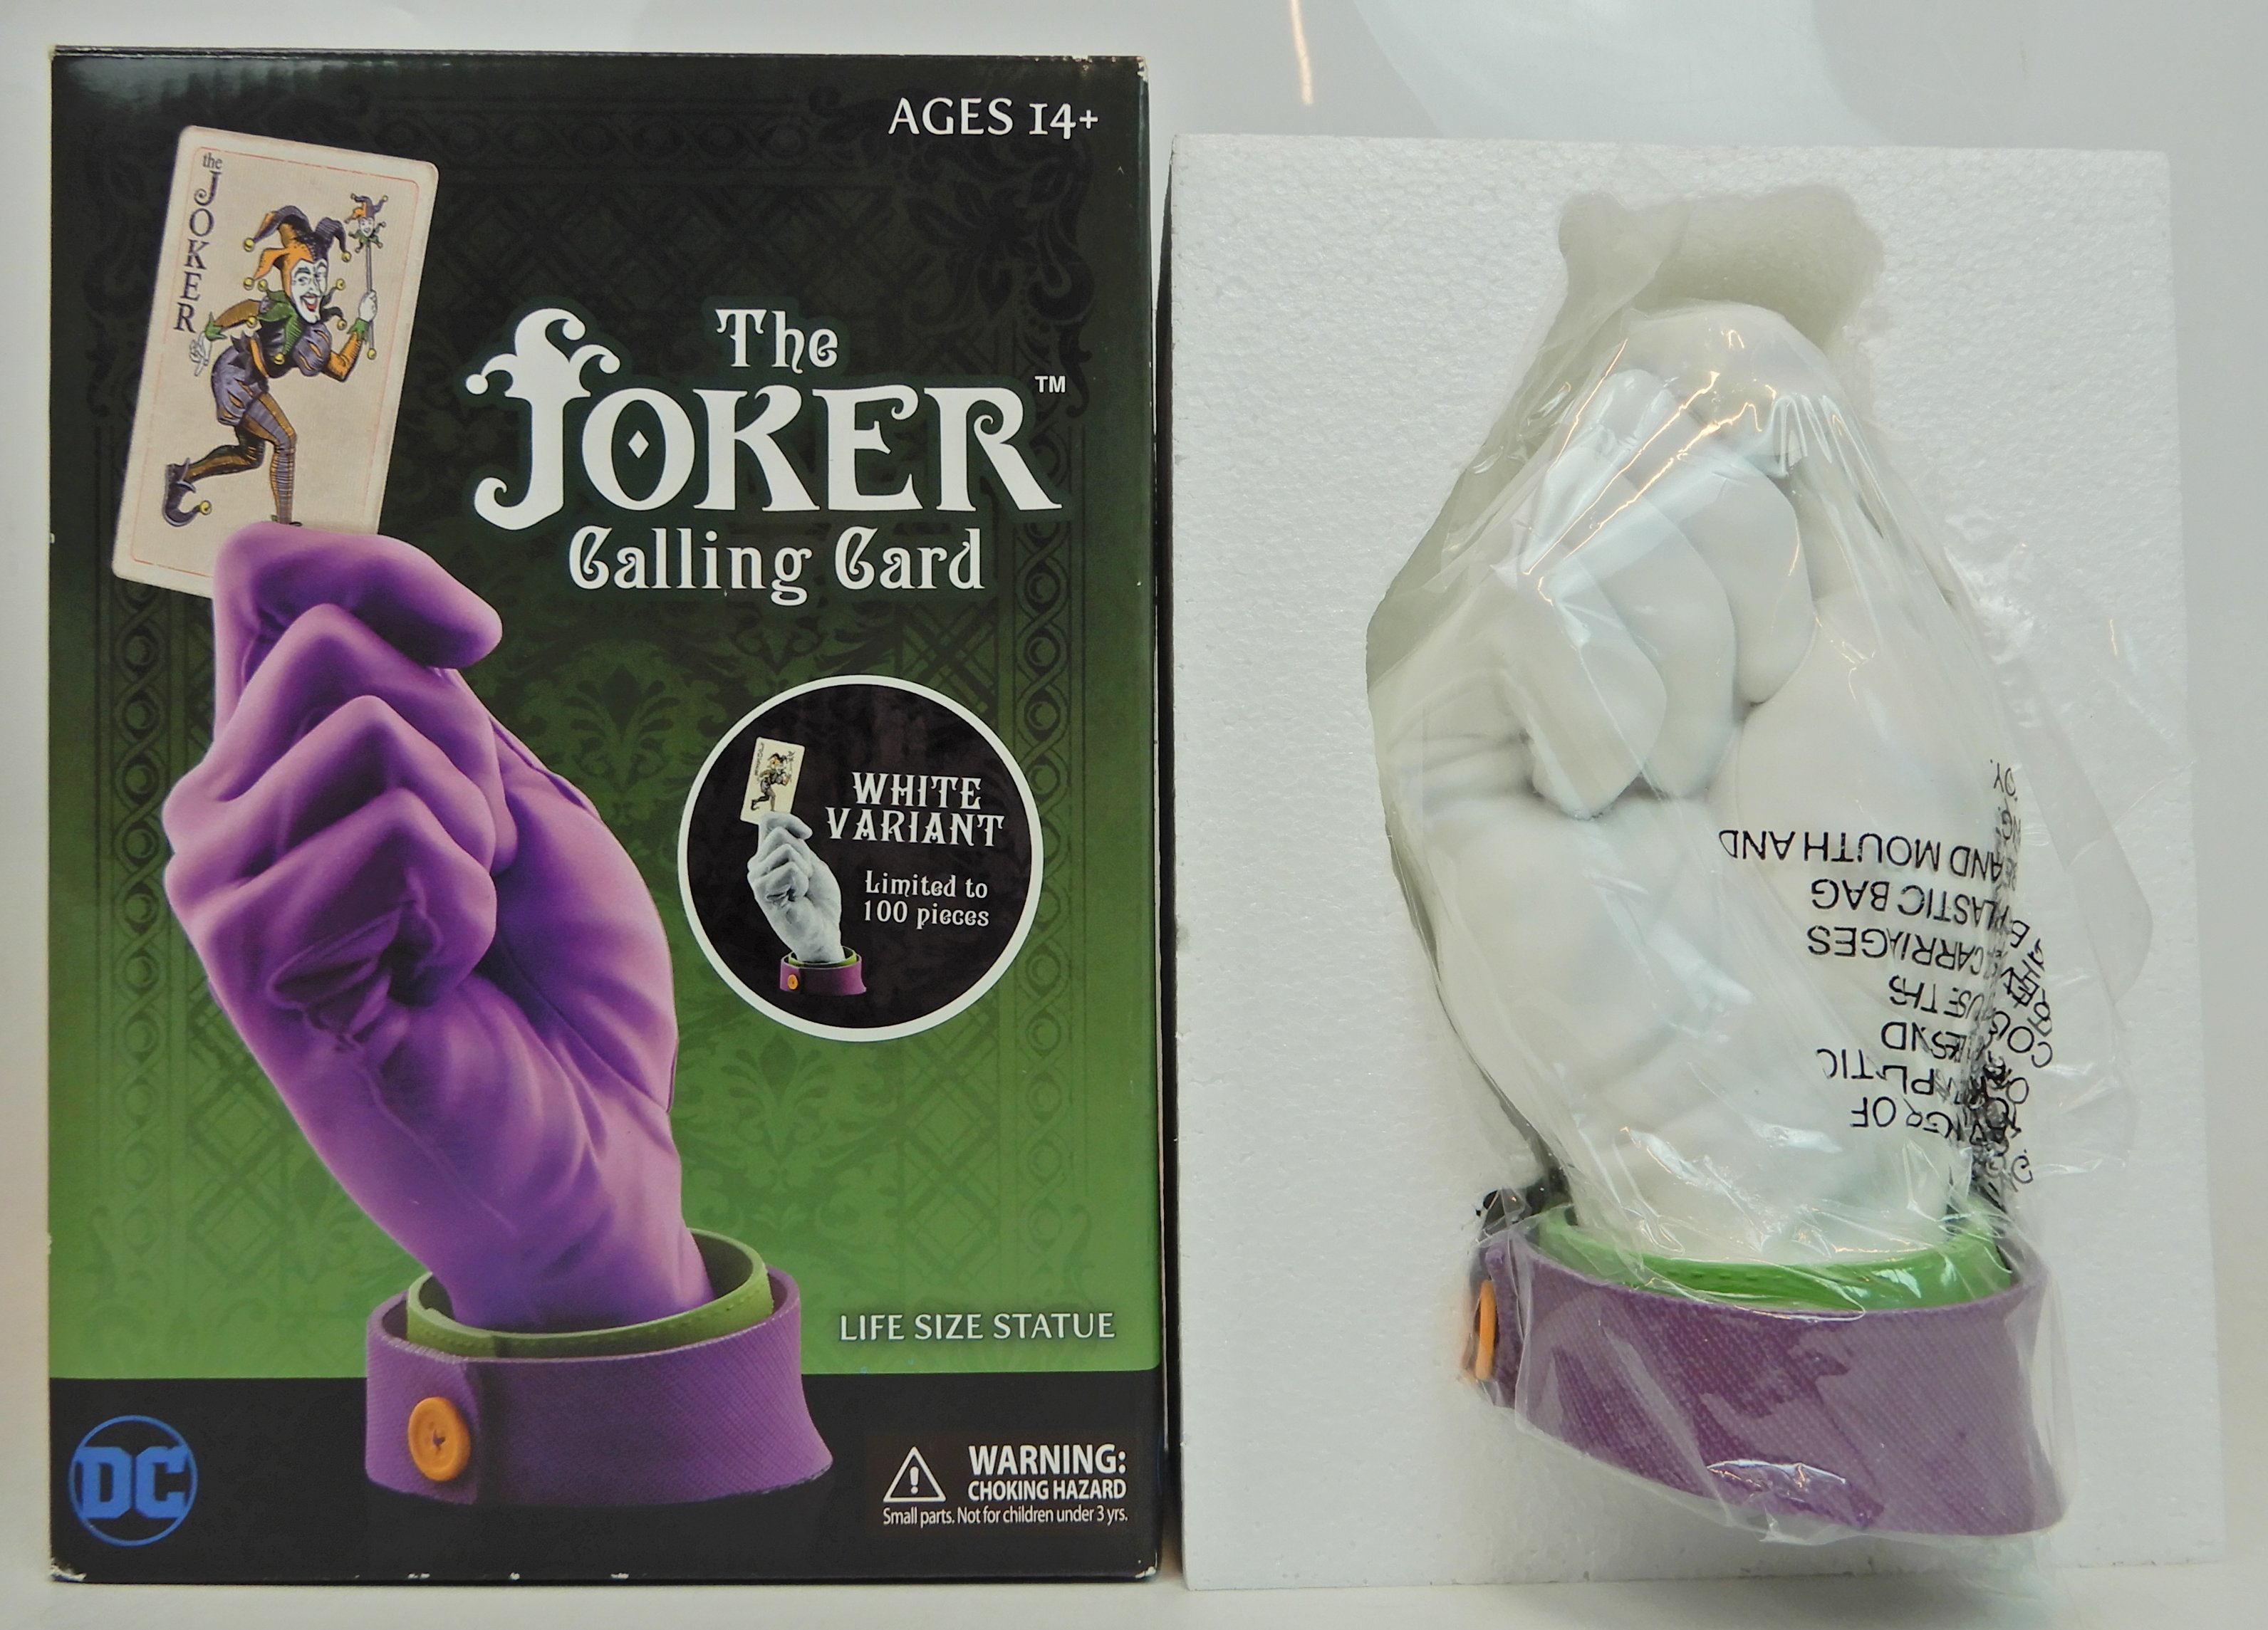 AGES 14+
the
JOKER
The
JOKER™
Calling Card
WHITE
VARIANT
Limited to
100 pieces
LIFE SIZE STATUE
DC
WARNING:
CHOKING HAZARD
Small parts. Not for children under 3 yrs.
AND MOUTH AND
PLASTIC BAG
CARRIAGES
OF